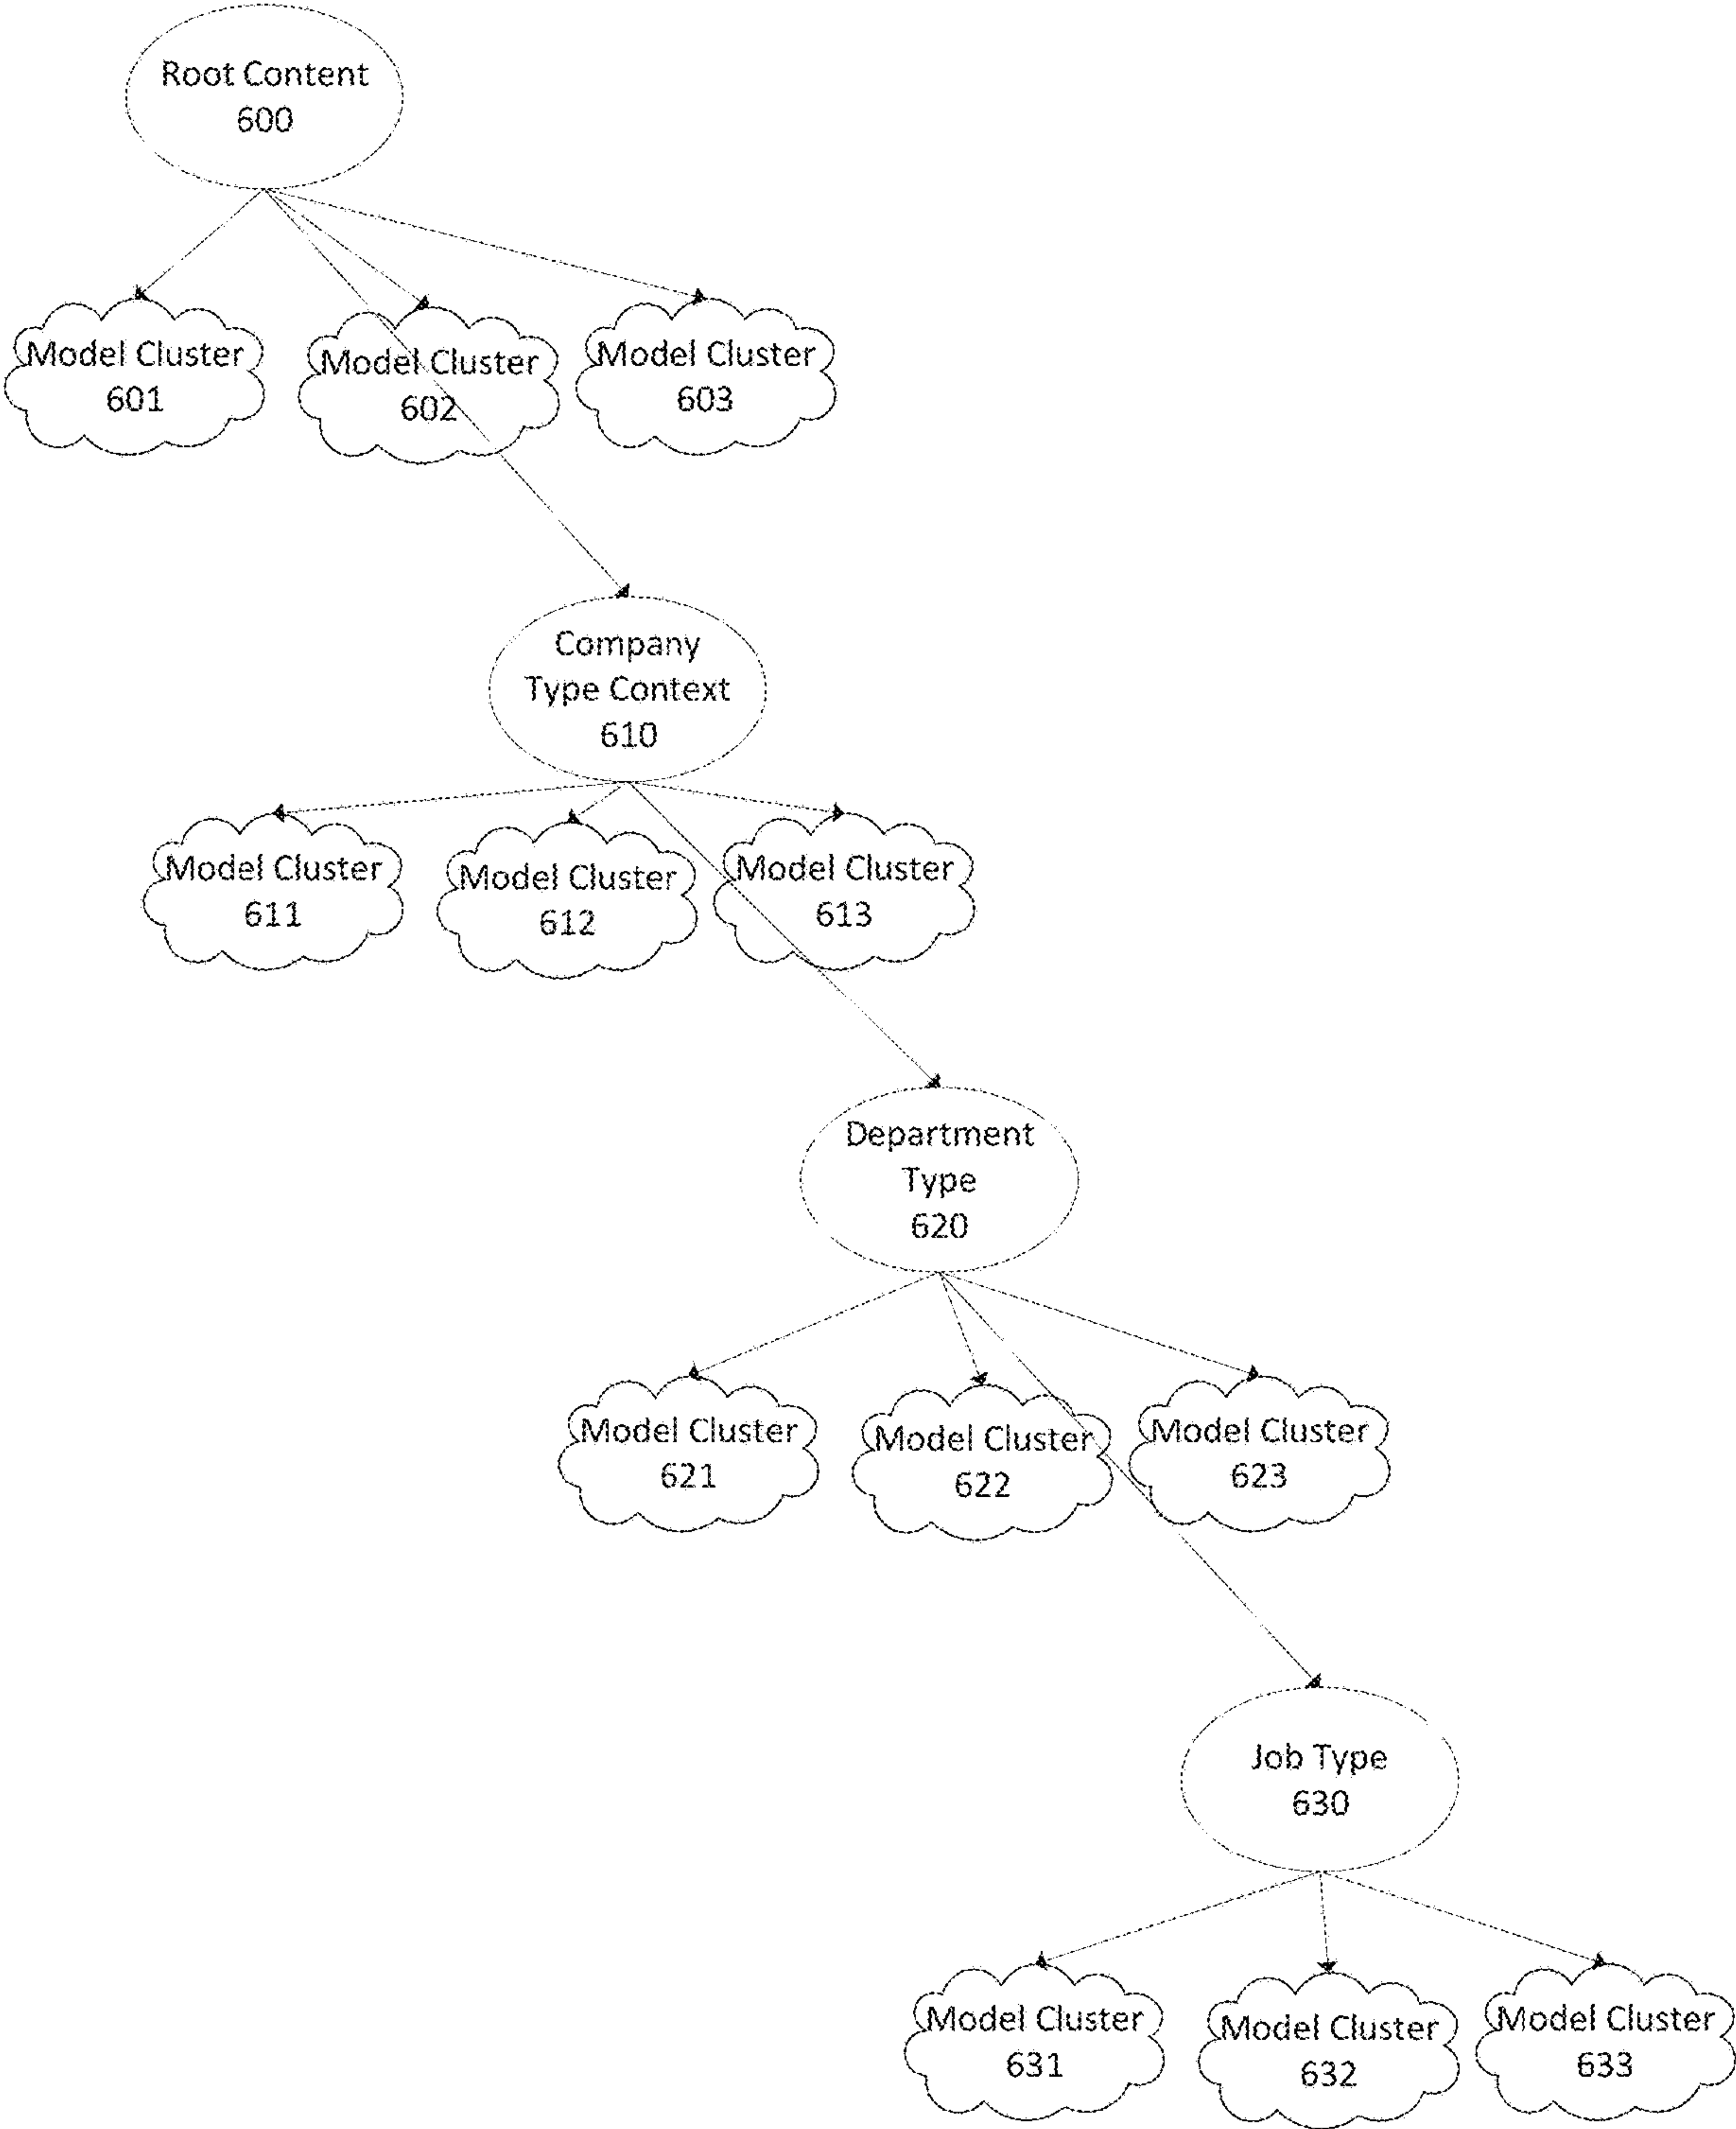 Root Content
600
Model Cluster
601
Model Cluster
602
Model Cluster
603
Company
Type Context
610
Model Cluster
611
Model Cluster
612
Model Cluster
613
Department
Type
620
Model Cluster
621
Model Cluster
622
Model Cluster
623
Job Type
630
Model Cluster
631
Model Cluster
632
Model Cluster
633